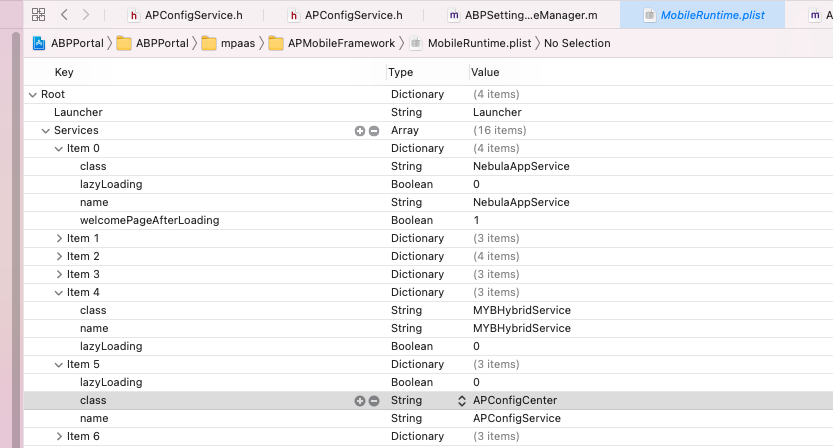 h APConfigService.h h APConfigService.h m ABPSetting...eManager.m MobileRuntime.plist A
ABPPortal ABPPortal mpaas APMobileFramework MobileRuntime.plist No Selection
Key Type Value
Root Dictionary (4 items)
Launcher String Launcher
Services Array (16 items)
Item 0 Dictionary (4 items)
class String NebulaAppService
lazyLoading Boolean 0
name String NebulaAppService
welcomePageAfterLoading Boolean 1
Item 1 Dictionary (3 items)
Item 2 Dictionary (4 items)
Item 3 Dictionary (3 items)
Item 4 Dictionary (3 items)
class String MYBHybridService
name String MYBHybridService
lazyLoading Boolean 0
Item 5 Dictionary (3 items)
lazyLoading Boolean 0
class String APConfigCenter
name String APConfigService
Item 6 Dictionary (3 items)